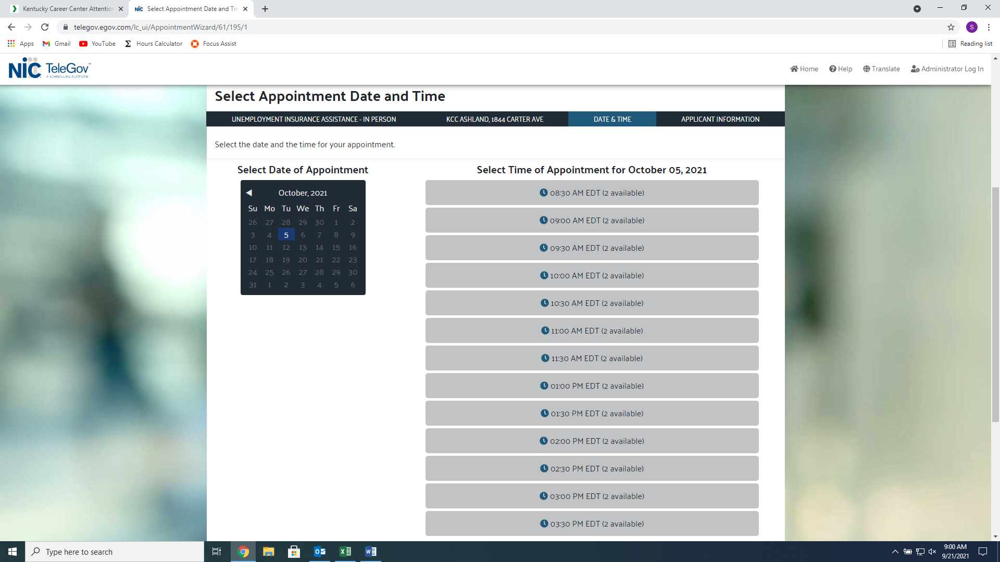 Kentucky Career Center Attentio
NIC Select Appointment Date and Tin
telegov.egov.com/lc_ui/AppointmentWizard/61/195/1
S
Apps
Gmail
YouTube
Hours Calculator
Focus Assist
Reading list
NIC TeleGov™
A SCHEDULING PLATFORM
Home
Help
Translate
Administrator Log In
Select Appointment Date and Time
UNEMPLOYMENT INSURANCE ASSISTANCE - IN PERSON
KCC ASHLAND, 1844 CARTER AVE
DATE & TIME
APPLICANT INFORMATION
Select the date and the time for your appointment.
Select Date of Appointment
October, 2021
Su Mo Tu We Th Fr Sa
26 27 28 29 30 1 2
3 4 5 6 7 8 9
10 11 12 13 14 15 16
17 18 19 20 21 22 23
24 25 26 27 28 29 30
31 1 2 3 4 5 6
Select Time of Appointment for October 05, 2021
08:30 AM EDT (2 available)
09:00 AM EDT (2 available)
09:30 AM EDT (2 available)
10:00 AM EDT (2 available)
10:30 AM EDT (2 available)
11:00 AM EDT (2 available)
11:30 AM EDT (2 available)
01:00 PM EDT (2 available)
01:30 PM EDT (2 available)
02:00 PM EDT (2 available)
02:30 PM EDT (2 available)
03:00 PM EDT (2 available)
03:30 PM EDT (2 available)
Type here to search
9:00 AM
9/21/2021